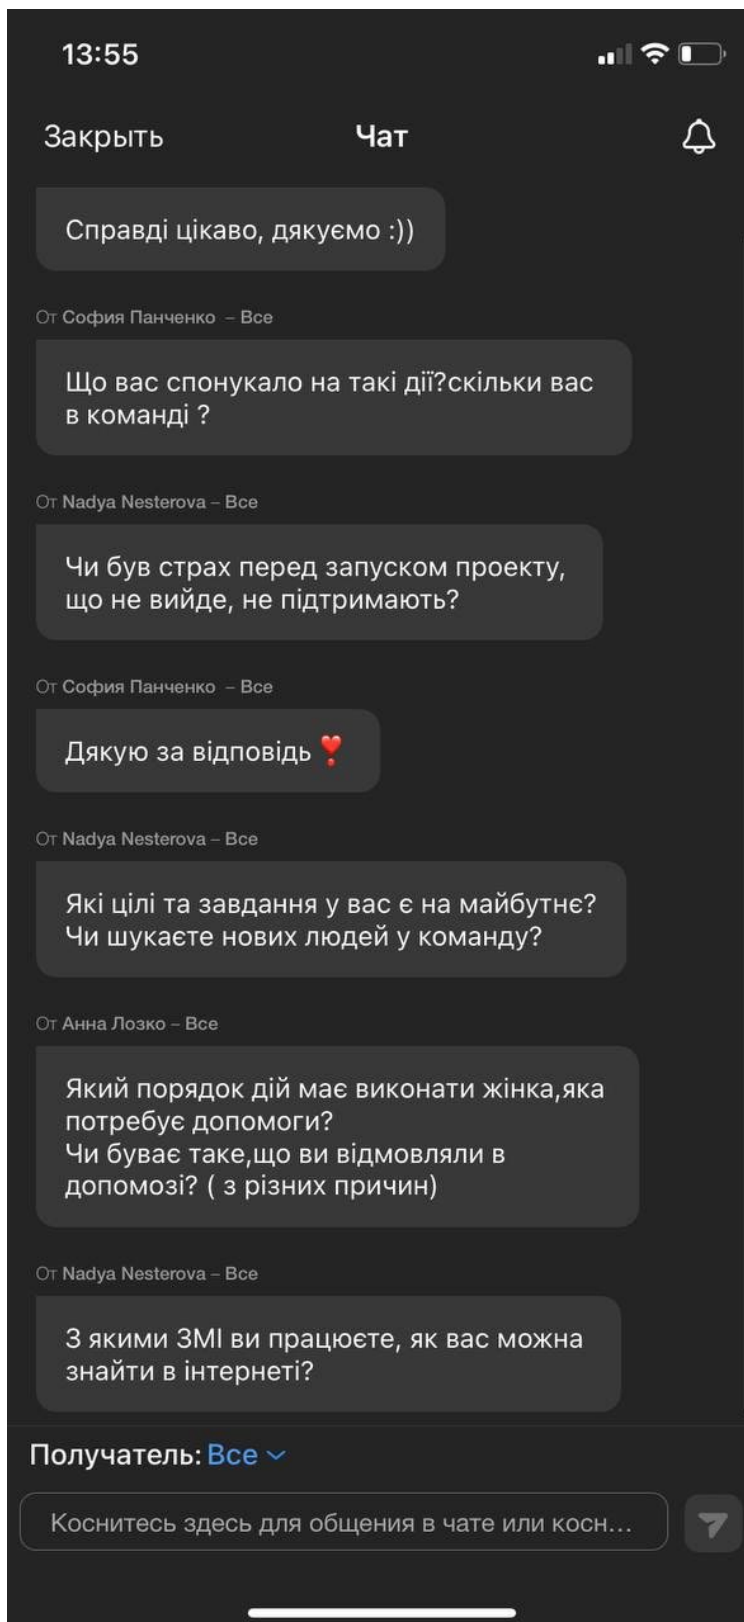 13:55
Закрыть
Чат
Справді цікаво, дякуємо :))
От София Панченко – Все
Що вас спонукало на такі дії?скільки вас
в команді ?
От Nadya Nesterova – Все
Чи був страх перед запуском проекту,
що не вийде, не підтримають?
От София Панченко – Все
Дякую за відповідь ❣️
От Nadya Nesterova – Все
Які цілі та завдання у вас є на майбутнє?
Чи шукаєте нових людей у команду?
От Анна Лозко – Все
Який порядок дій має виконати жінка,яка
потребує допомоги?
Чи буває таке,що ви відмовляли в
допомозі? ( з різних причин)
От Nadya Nesterova – Все
З якими ЗМІ ви працюєте, як вас можна
знайти в інтернеті?
Получатель: Все
Коснитесь здесь для общения в чате или косн...